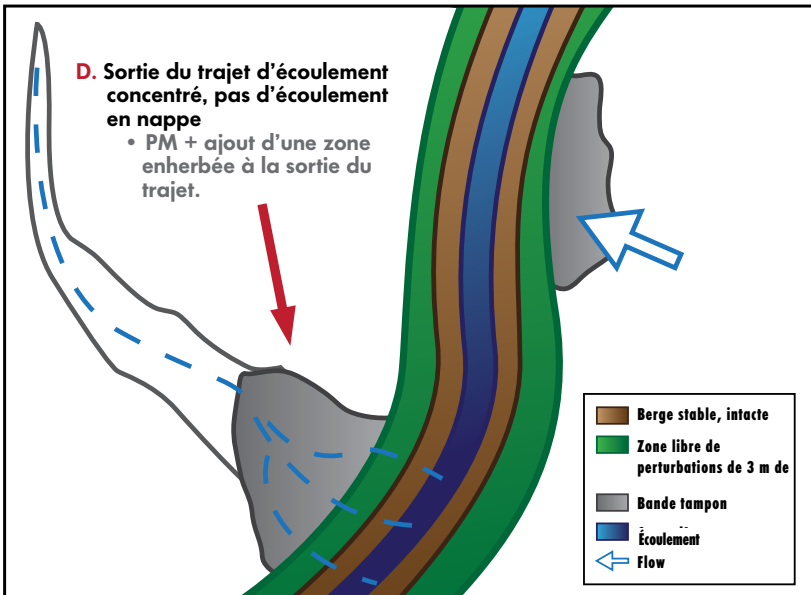 D. Sortie du trajet d'écoulement
concentré, pas d'écoulement
en nappe
• PM + ajout d'une zone
enherbée à la sortie du
trajet.
Berge stable, intacte
Zone libre de
perturbations de 3 m de
Bande tampon
Écoulement
Flow